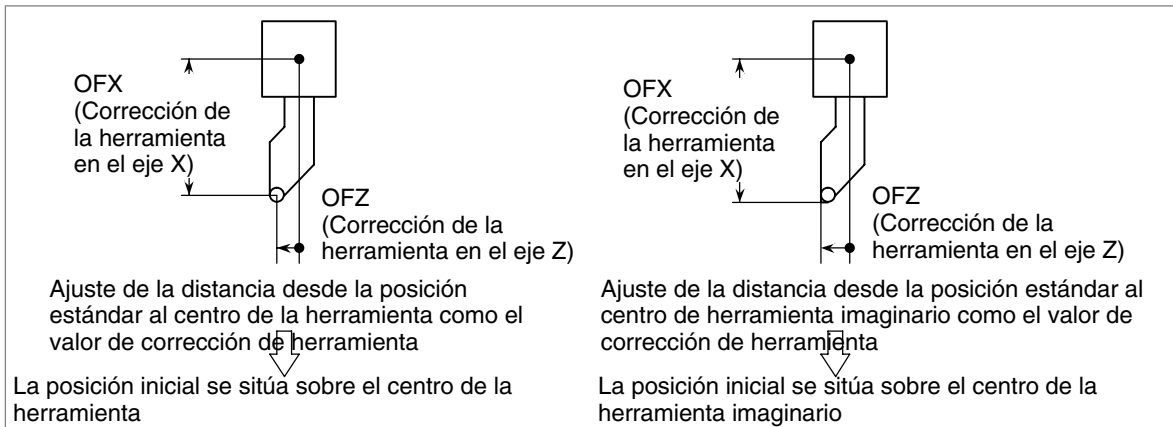 OFX
(Corrección de
la herramienta
en el eje X)
OFZ
(Corrección de la
herramienta en el eje Z)
Ajuste de la distancia desde la posición
estándar al centro de la herramienta como el
valor de corrección de herramienta
La posición inicial se sitúa sobre el centro de la
herramienta
OFX
(Corrección de
la herramienta
en el eje X)
OFZ
(Corrección de la
herramienta en el eje Z)
Ajuste de la distancia desde la posición estándar al
centro de herramienta imaginario como el valor de
corrección de herramienta
La posición inicial se sitúa sobre el centro de la
herramienta imaginario